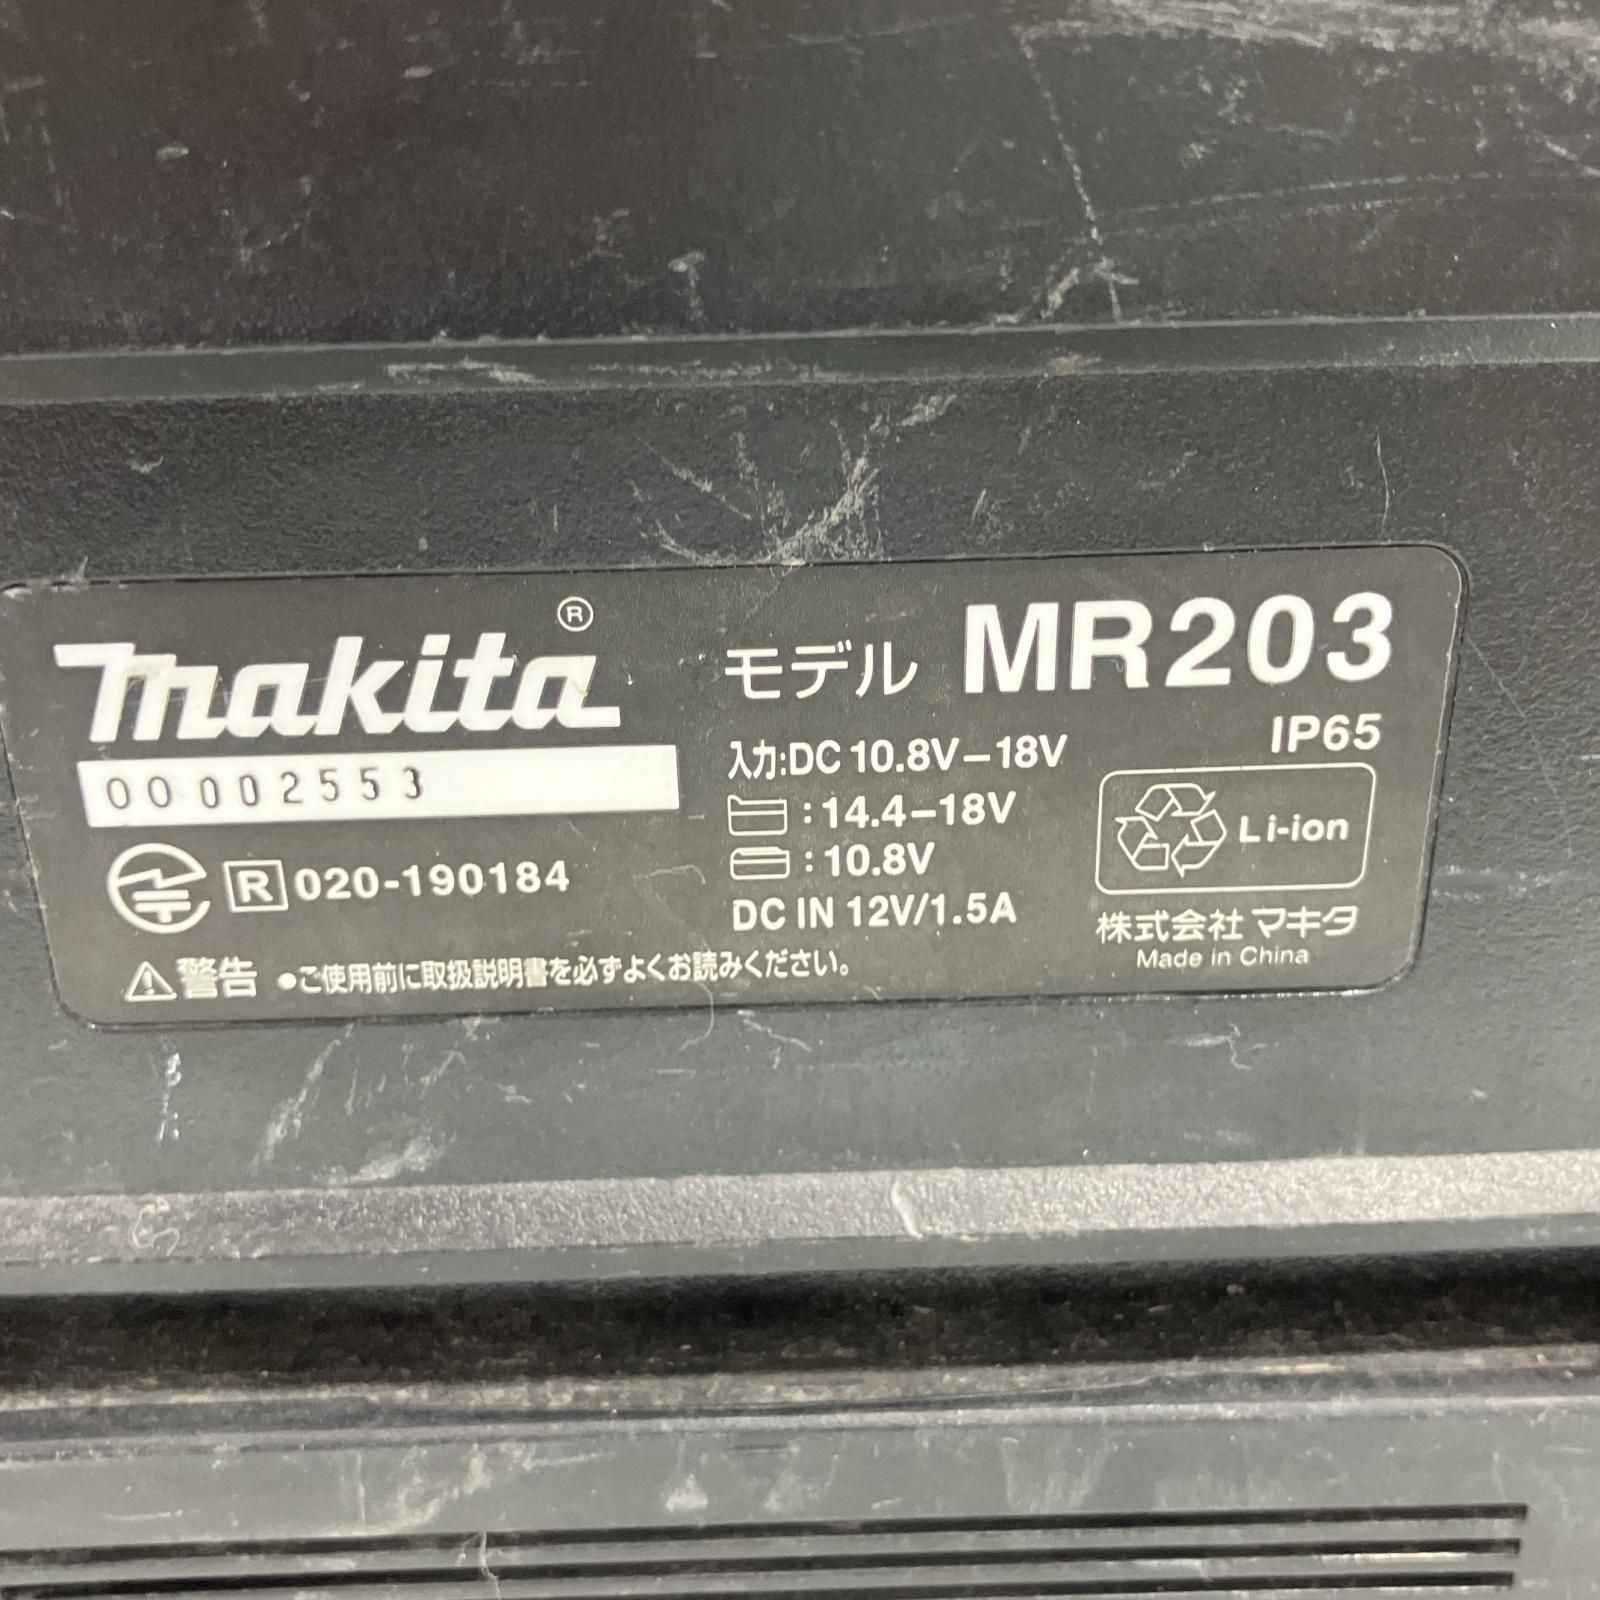 makita®
00 002553
R 020-190184
⚠警告 ●ご使用前に取扱説明書を必ずよくお読みください。
モデル MR203
IP65
入力:DC 10.8V–18V
:14.4–18V
:10.8V
DC IN 12V/1.5A
Li-ion
株式会社 マキタ
Made in China